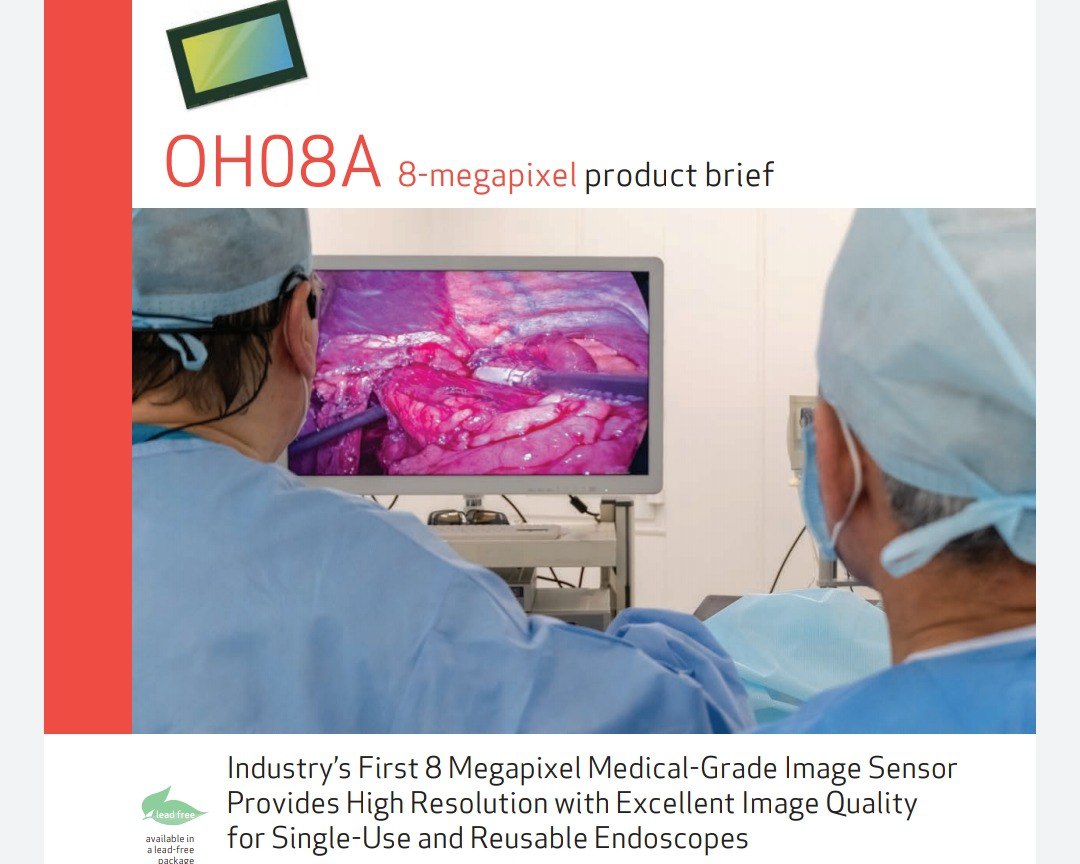 OH08A 8-megapixel product brief
Industry's First 8 Megapixel Medical-Grade Image Sensor
Provides High Resolution with Excellent Image Quality
for Single-Use and Reusable Endoscopes
lead free
available in
a lead-free
package